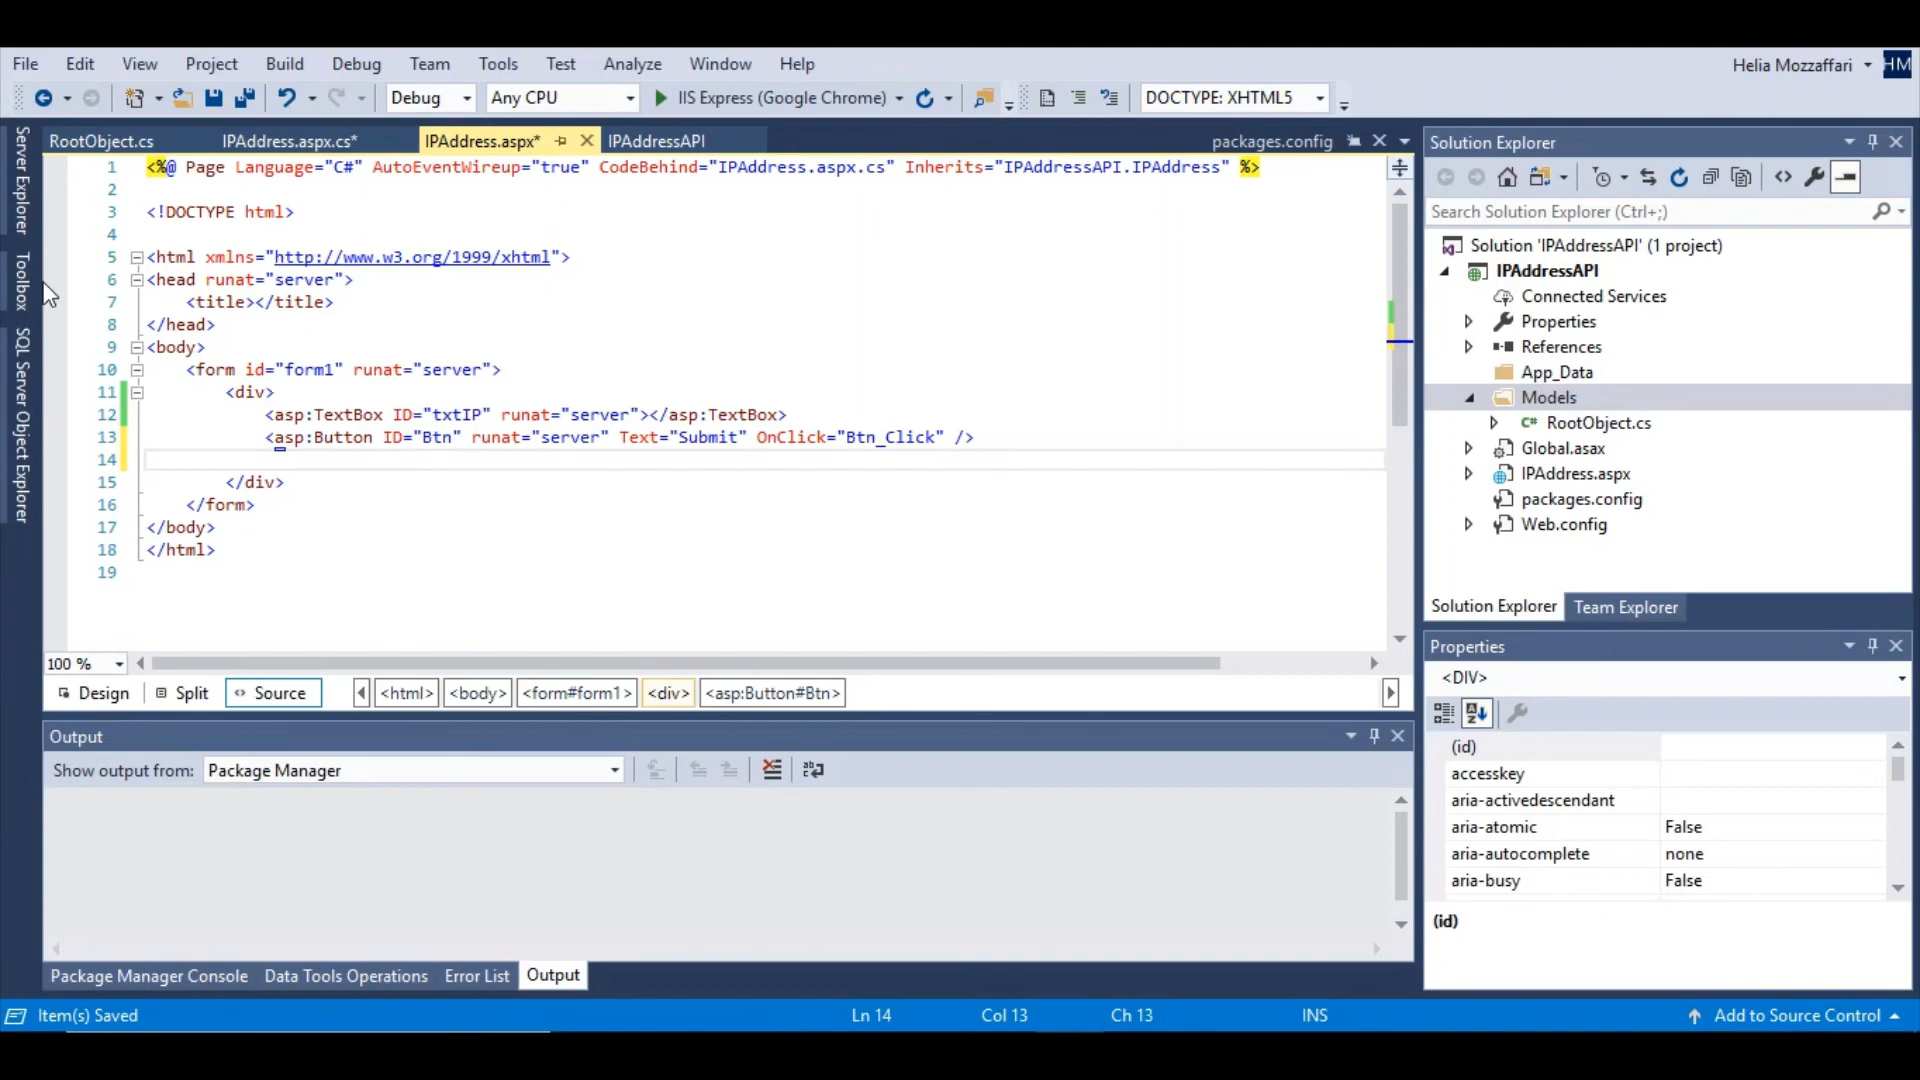 File Edit View Project Build Debug Team Tools Test Analyze Window Help Helia Mozzaffari HM
Debug Any CPU IIS Express (Google Chrome) DOCTYPE: XHTML5
Server Explorer
Toolbox
SQL Server Object Explorer
RootObject.cs IPAddress.aspx.cs* IPAddress.aspx* IPAddressAPI packages.config
1 <%@ Page Language="C#" AutoEventWireup="true" CodeBehind="IPAddress.aspx.cs" Inherits="IPAddressAPI.IPAddress" %>
2
3 <!DOCTYPE html>
4
5 <html xmlns="http://www.w3.org/1999/xhtml">
6 <head runat="server">
7 <title></title>
8 </head>
9 <body>
10 <form id="form1" runat="server">
11 <div>
12 <asp:TextBox ID="txtIP" runat="server"></asp:TextBox>
13 <asp:Button ID="Btn" runat="server" Text="Submit" OnClick="Btn_Click" />
14
15 </div>
16 </form>
17 </body>
18 </html>
19
100 %
Design Split Source <html> <body> <form#form1> <div> <asp:Button#Btn>
Output
Show output from: Package Manager
Package Manager Console Data Tools Operations Error List Output
Solution Explorer
Search Solution Explorer (Ctrl+;)
Solution 'IPAddressAPI' (1 project)
IPAddressAPI
Connected Services
Properties
References
App_Data
Models
C# RootObject.cs
Global.asax
IPAddress.aspx
packages.config
Web.config
Solution Explorer Team Explorer
Properties
<DIV>
(id)
accesskey
aria-activedescendant
aria-atomic False
aria-autocomplete none
aria-busy False
(id)
Item(s) Saved Ln 14 Col 13 Ch 13 INS Add to Source Control